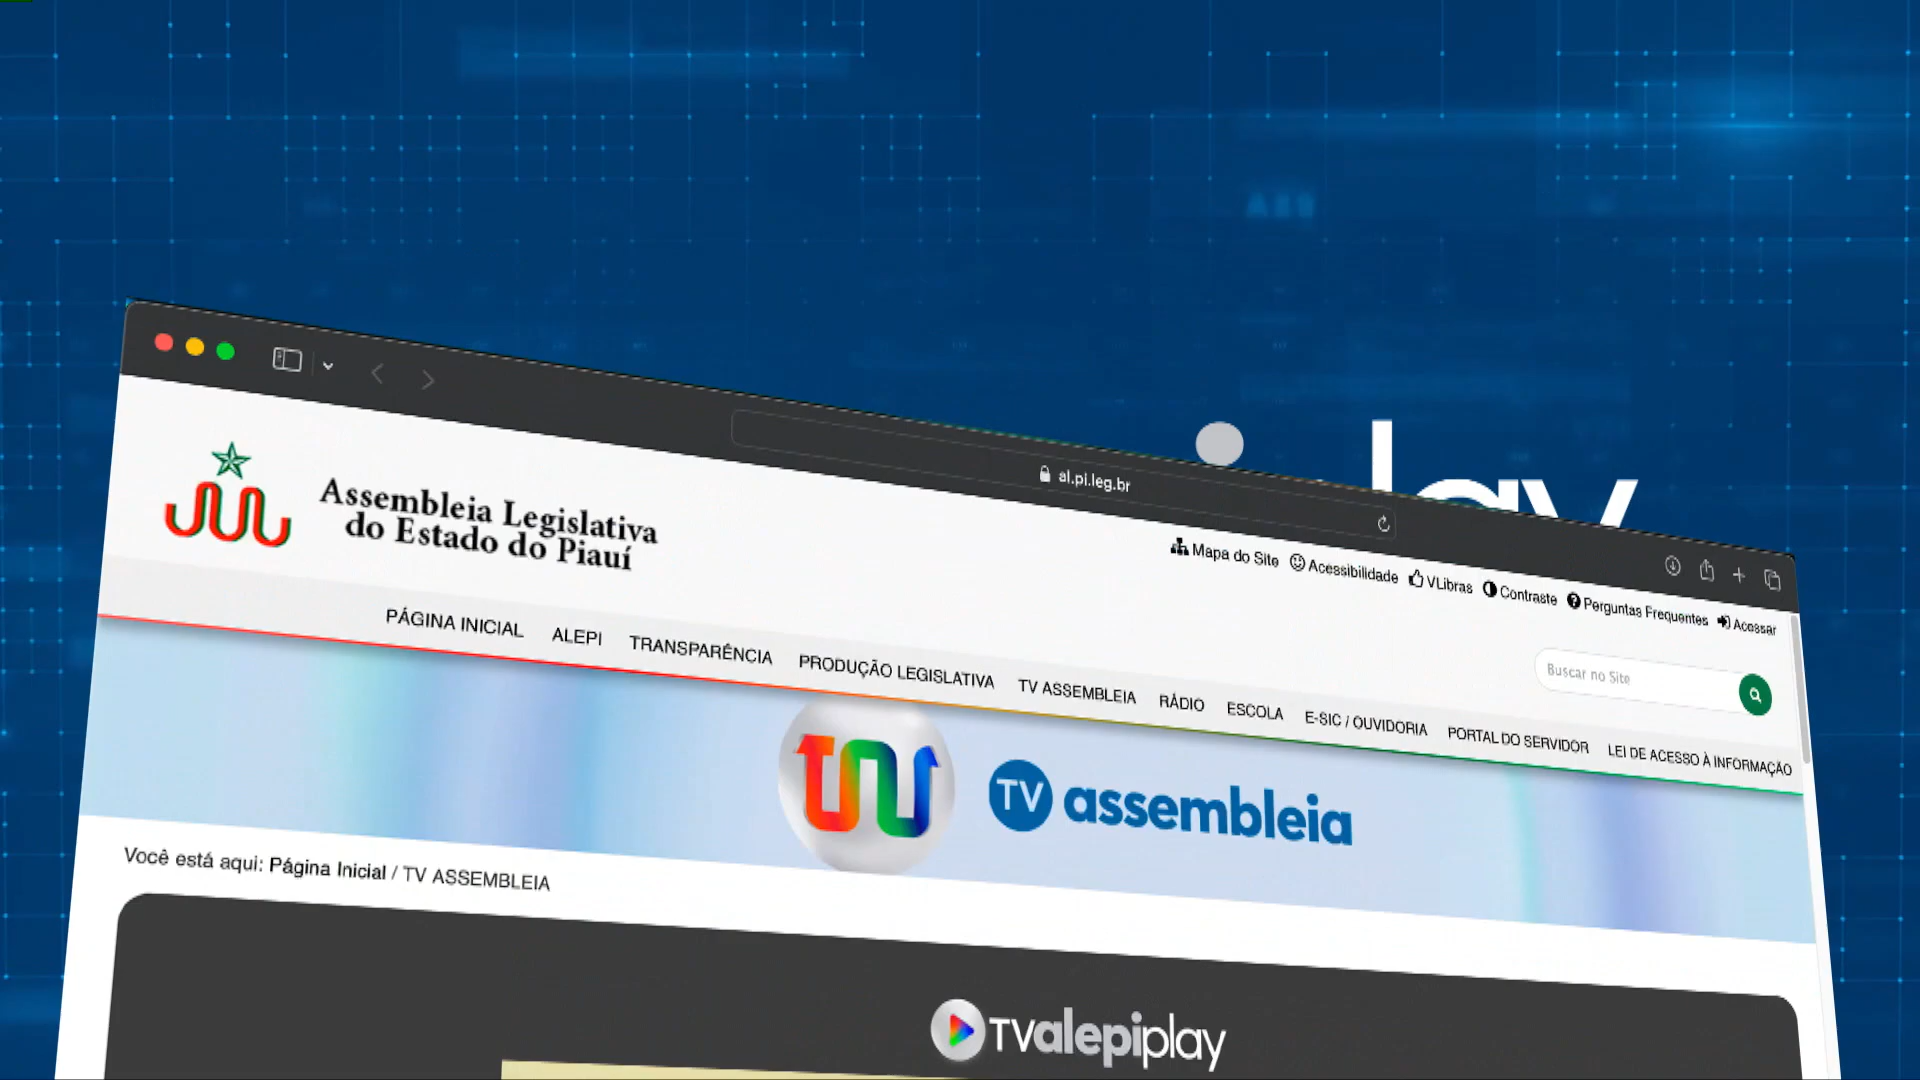 play
al.pi.leg.br
Assembleia Legislativa
do Estado do Piauí
Mapa do Site Acessibilidade VLibras Contraste Perguntas Frequentes Acessar
Buscar no Site
PÁGINA INICIAL ALEPI TRANSPARÊNCIA PRODUÇÃO LEGISLATIVA TV ASSEMBLEIA RÁDIO ESCOLA E-SIC / OUVIDORIA PORTAL DO SERVIDOR LEI DE ACESSO À INFORMAÇÃO
TV assembleia
Você está aqui: Página Inicial / TV ASSEMBLEIA
TValepiplay